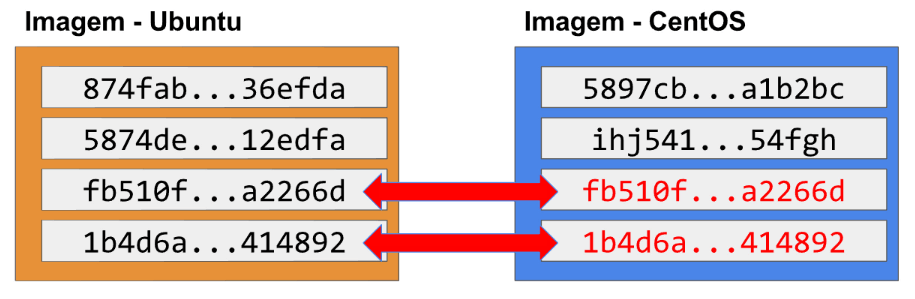 Imagem - Ubuntu
874fab...36efda
5874de...12edfa
fb510f...a2266d
1b4d6a...414892
Imagem - CentOS
5897cb...a1b2bc
ihj541...54fgh
fb510f...a2266d
1b4d6a...414892